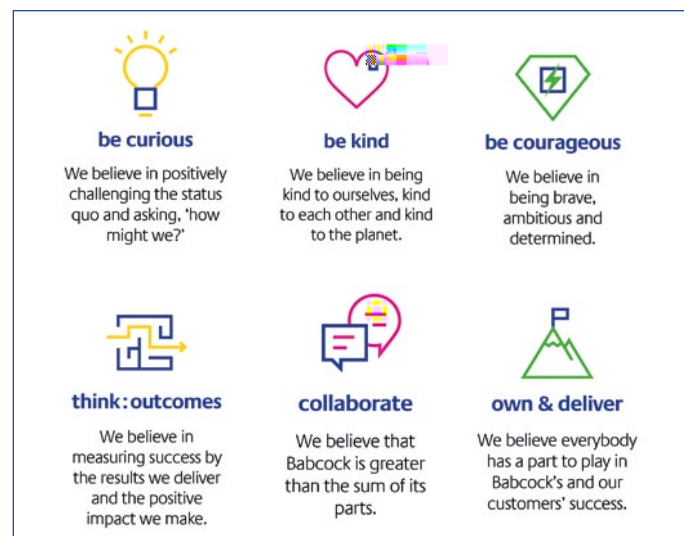 be curious
We believe in positively
challenging the status
quo and asking, ‘how
might we?’
be kind
We believe in being
kind to ourselves, kind
to each other and kind
to the planet.
be courageous
We believe in
being brave,
ambitious and
determined.
think:outcomes
We believe in
measuring success by
the results we deliver
and the positive
impact we make.
collaborate
We believe that
Babcock is greater
than the sum of its
parts.
own & deliver
We believe everybody
has a part to play in
Babcock’s and our
customers’ success.